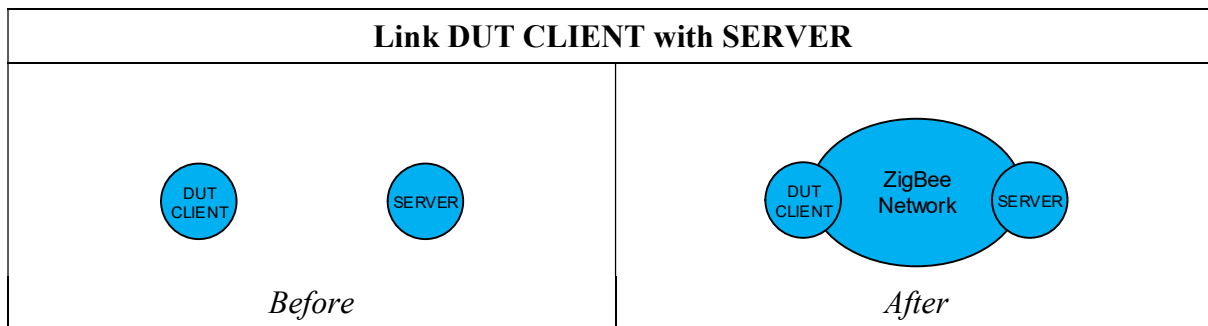 Link DUT CLIENT with SERVER
DUT
CLIENT
SERVER
Before
DUT
CLIENT
ZigBee
Network
SERVER
After